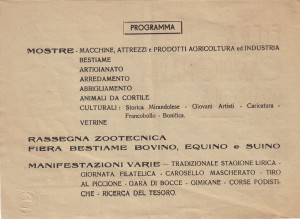 PROGRAMMA
MOSTRE - MACCHINE, ATTREZZI e PRODOTTI AGRICOLTURA ed INDUSTRIA
BESTIAME
ARTIGIANATO
ARREDAMENTO
ABBIGLIAMENTO
ANIMALI DA CORTILE
CULTURALI : Storica Mirandolese - Giovani Artisti - Caricatura -
Francobollo - Bonifica.
VETRINE
RASSEGNA ZOOTECNICA
FIERA BESTIAME BOVINO, EQUINO e SUINO
MANIFESTAZIONI VARIE — TRADIZIONALE STAGIONE LIRICA -
GIORNATA FILATELICA - CAROSELLO MASCHERATO - TIRO
AL PICCIONE - GARA DI BOCCE - GIMKANE - CORSE PODISTI-
CHE - RICERCA DEL TESORO.